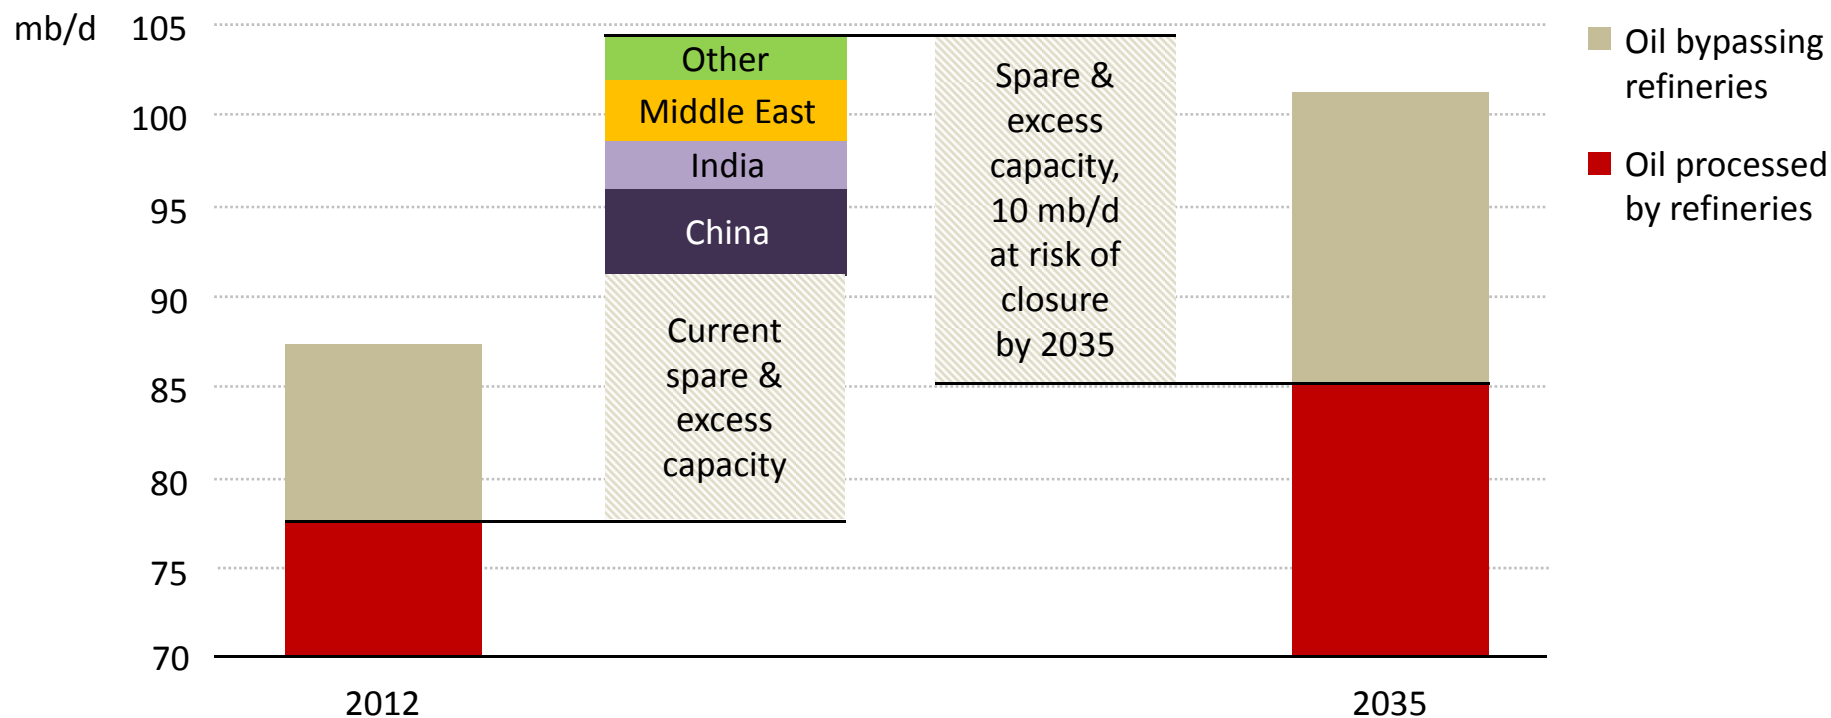 mb/d
105
100
95
90
85
80
75
70
Other
Middle East
India
China
Current
spare &
excess
capacity
Spare &
excess
capacity,
10 mb/d
at risk of
closure
by 2035
2012
2035
Oil bypassing
refineries
Oil processed
by refineries